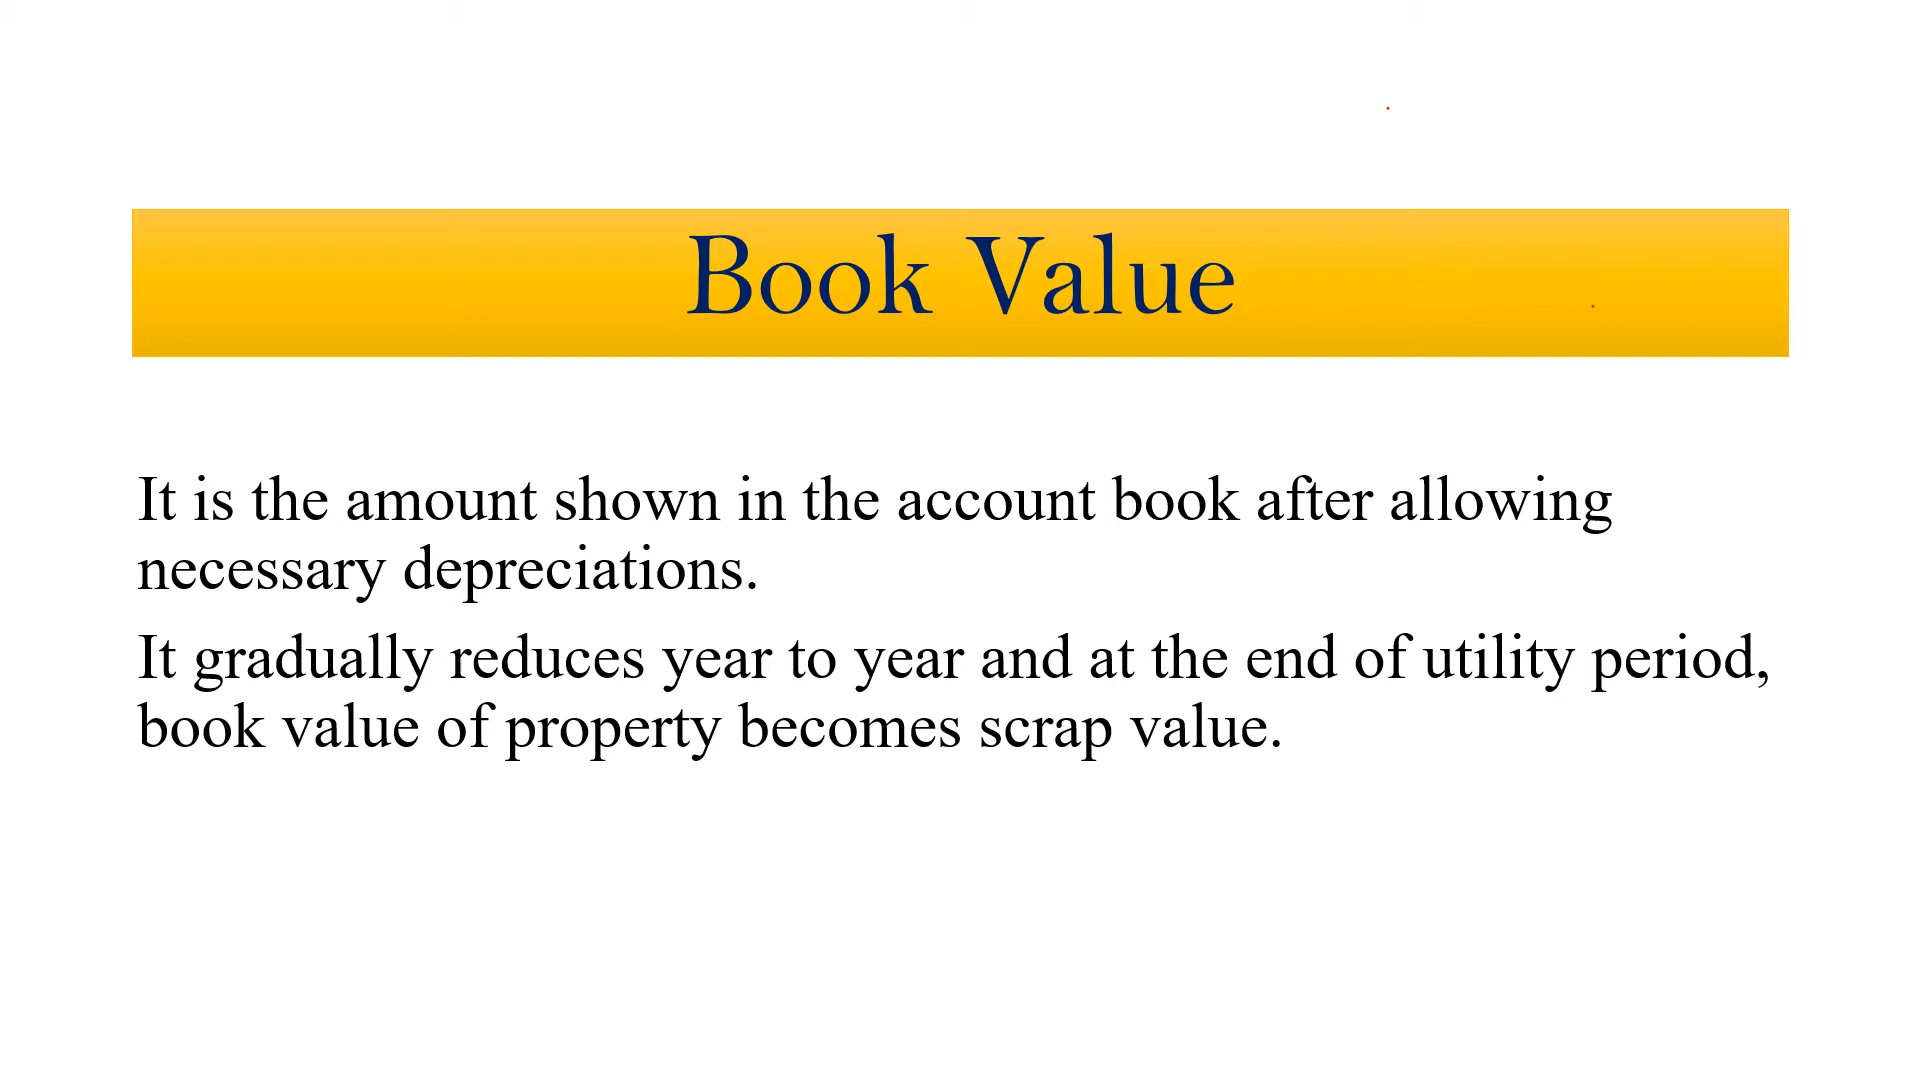 Book Value
It is the amount shown in the account book after allowing
necessary depreciations.
It gradually reduces year to year and at the end of utility period,
book value of property becomes scrap value.